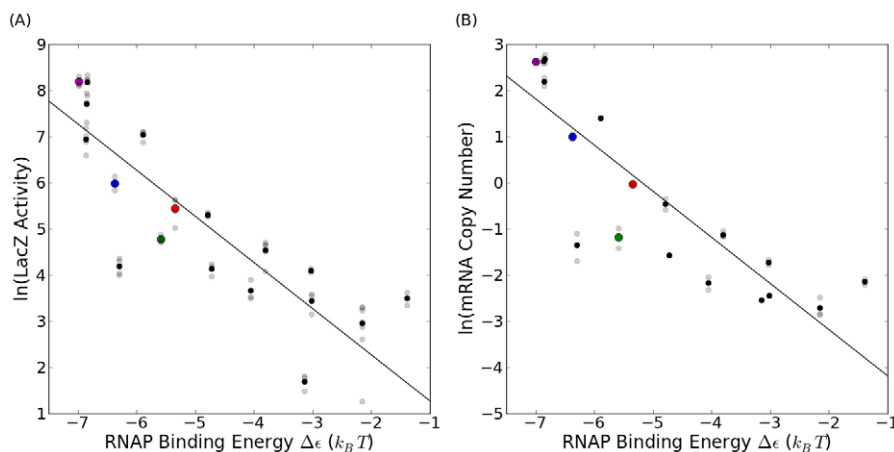 (A)
(B)
ln(LacZ Activity)
9
8
7
6
5
4
3
2
1
−7 −6 −5 −4 −3 −2 −1
RNAP Binding Energy Δϵ (k_B T)
ln(mRNA Copy Number)
3
2
1
0
−1
−2
−3
−4
−5
−7 −6 −5 −4 −3 −2 −1
RNAP Binding Energy Δϵ (k_B T)